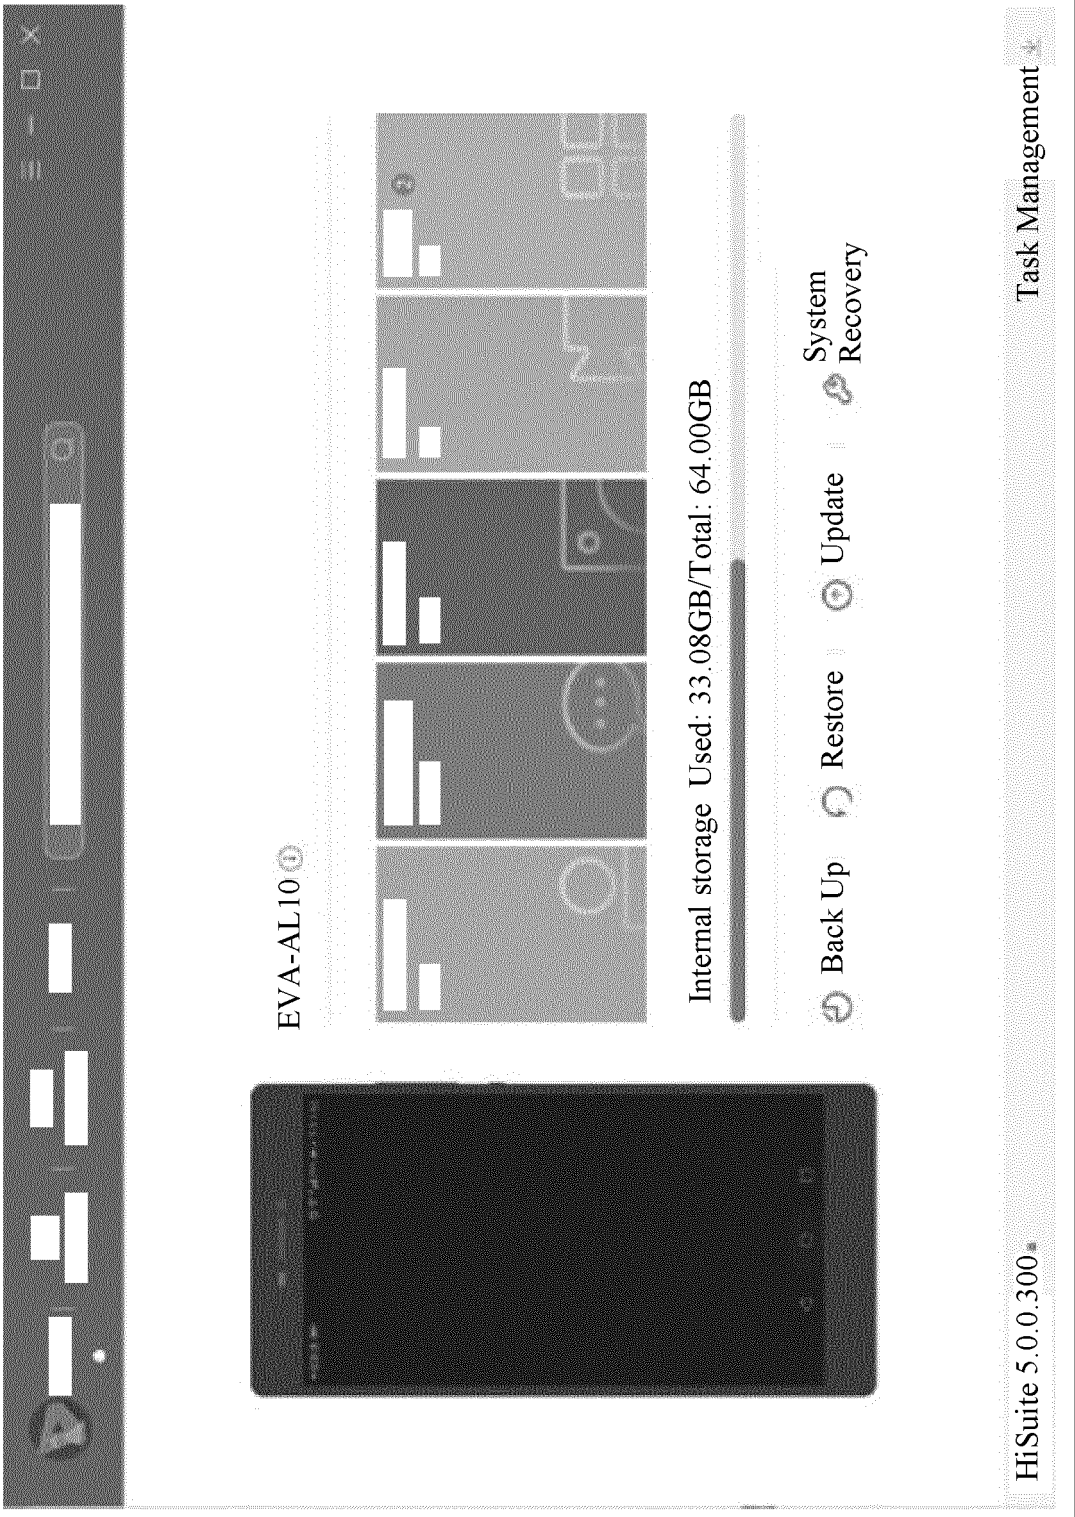 EVA-AL10
Internal storage Used: 33.08GB/Total: 64.00GB
Back Up
Restore
Update
System
Recovery
HiSuite 5.0.0.300
Task Management